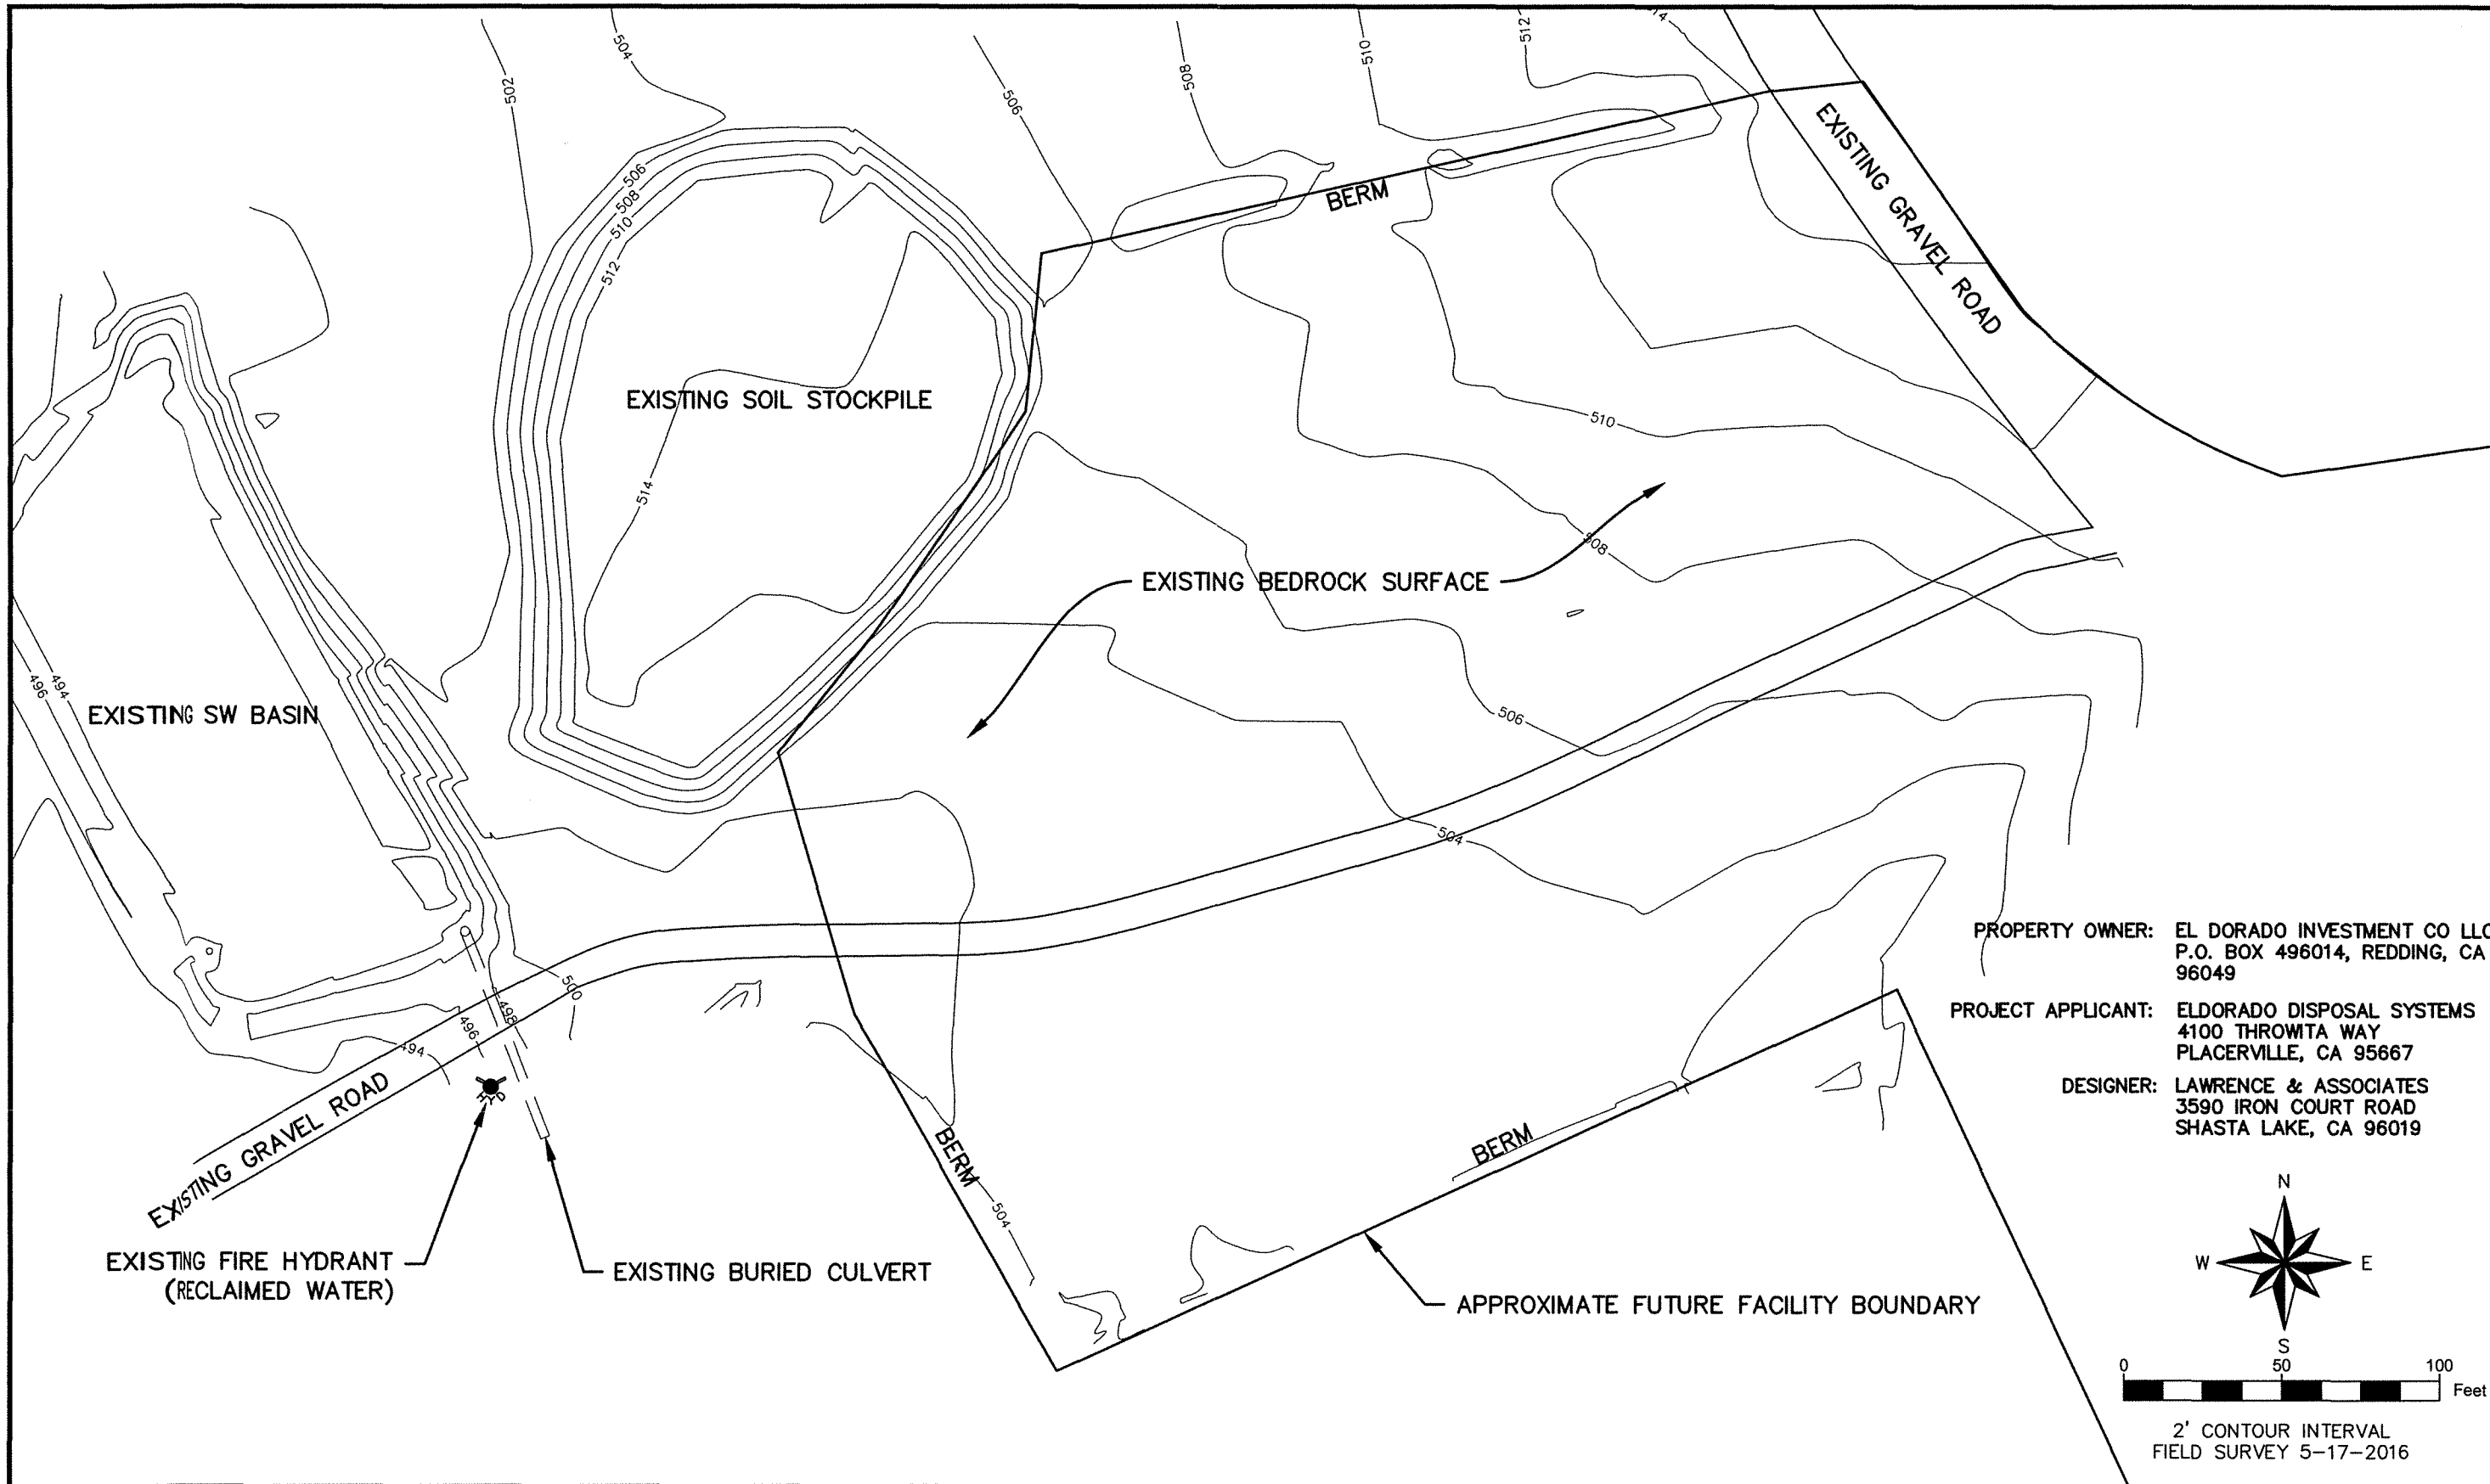 504
502
506
508
510
512
14
EXISTING GRAVEL ROAD
BERM
506
508
510
512
EXISTING SOIL STOCKPILE
514
510
508
EXISTING BEDROCK SURFACE
506
504
496
494
EXISTING SW BASIN
500
498
496
494
EXISTING GRAVEL ROAD
HYD
EXISTING FIRE HYDRANT
(RECLAIMED WATER)
EXISTING BURIED CULVERT
BERM
504
BERM
APPROXIMATE FUTURE FACILITY BOUNDARY
PROPERTY OWNER: EL DORADO INVESTMENT CO LLC
P.O. BOX 496014, REDDING, CA
96049
PROJECT APPLICANT: ELDORADO DISPOSAL SYSTEMS
4100 THROWITA WAY
PLACERVILLE, CA 95667
DESIGNER: LAWRENCE & ASSOCIATES
3590 IRON COURT ROAD
SHASTA LAKE, CA 96019
N
W E
S
0 50 100
Feet
2' CONTOUR INTERVAL
FIELD SURVEY 5-17-2016